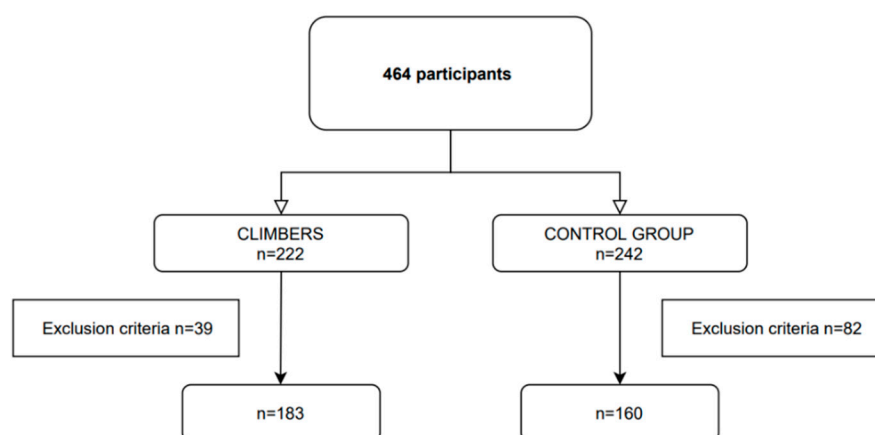 464 participants
CLIMBERS
n=222
CONTROL GROUP
n=242
Exclusion criteria n=39
Exclusion criteria n=82
n=183
n=160